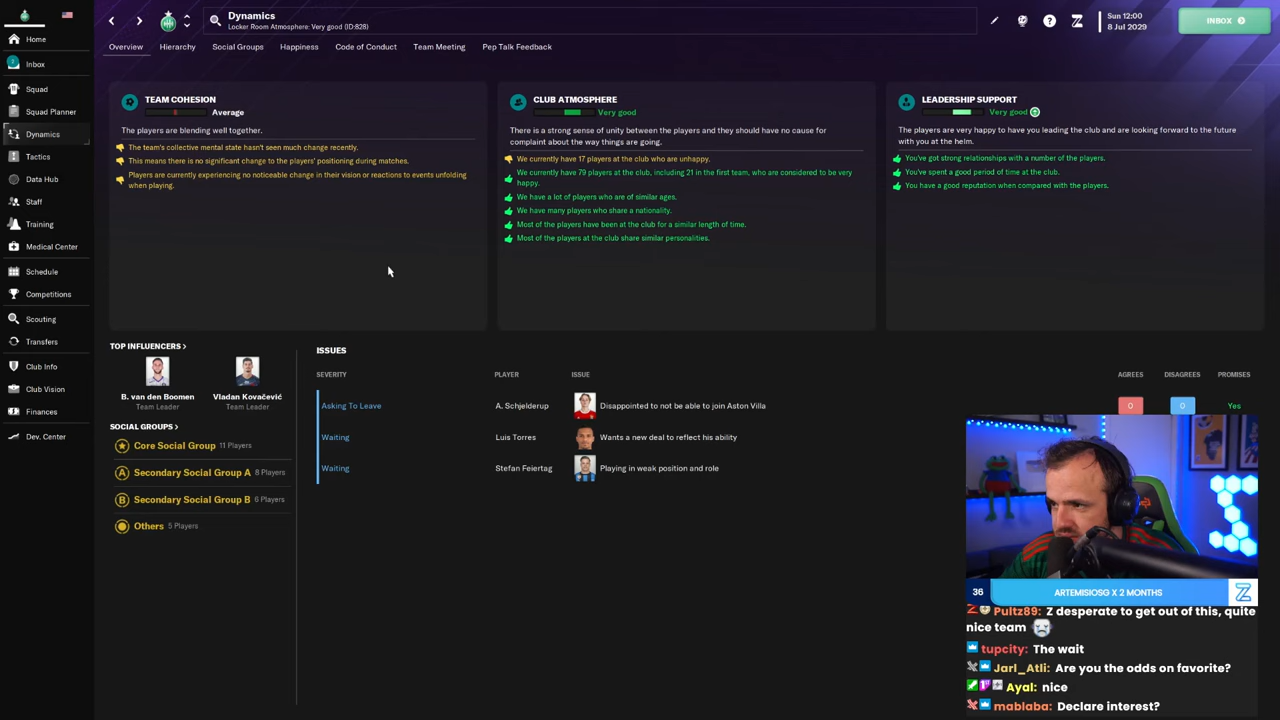 Dynamics
Locker Room Atmosphere: Very good (ID:828)
Sun 12:00
8 Jul 2029
INBOX
Home
2
Inbox
Squad
Squad Planner
Dynamics
Tactics
Data Hub
Staff
Training
Medical Center
Schedule
Competitions
Scouting
Transfers
Club Info
Club Vision
Finances
Dev. Center
Overview
Hierarchy
Social Groups
Happiness
Code of Conduct
Team Meeting
Pep Talk Feedback
TEAM COHESION
Average
The players are blending well together.
The team's collective mental state hasn't seen much change recently.
This means there is no significant change to the players' positioning during matches.
Players are currently experiencing no noticeable change in their vision or reactions to events unfolding
when playing.
CLUB ATMOSPHERE
Very good
There is a strong sense of unity between the players and they should have no cause for
complaint about the way things are going.
We currently have 17 players at the club who are unhappy.
We currently have 79 players at the club, including 21 in the first team, who are considered to be very
happy.
We have a lot of players who are of similar ages.
We have many players who share a nationality.
Most of the players have been at the club for a similar length of time.
Most of the players at the club share similar personalities.
LEADERSHIP SUPPORT
Very good
The players are very happy to have you leading the club and are looking forward to the future
with you at the helm.
You've got strong relationships with a number of the players.
You've spent a good period of time at the club.
You have a good reputation when compared with the players.
TOP INFLUENCERS
B. van den Boomen
Team Leader
Vladan Kovačević
Team Leader
SOCIAL GROUPS
Core Social Group 11 Players
A Secondary Social Group A 8 Players
B Secondary Social Group B 6 Players
Others 5 Players
ISSUES
SEVERITY PLAYER ISSUE AGREES DISAGREES PROMISES
Asking To Leave A. Schjelderup Disappointed to not be able to join Aston Villa 0 0 Yes
Waiting Luis Torres Wants a new deal to reflect his ability
Waiting Stefan Feiertag Playing in weak position and role
36 ARTEMISIOSG X 2 MONTHS Z
Pultz89: Z desperate to get out of this, quite
nice team
tupcity: The wait
Jarl_Atli: Are you the odds on favorite?
Ayal: nice
mablaba: Declare interest?